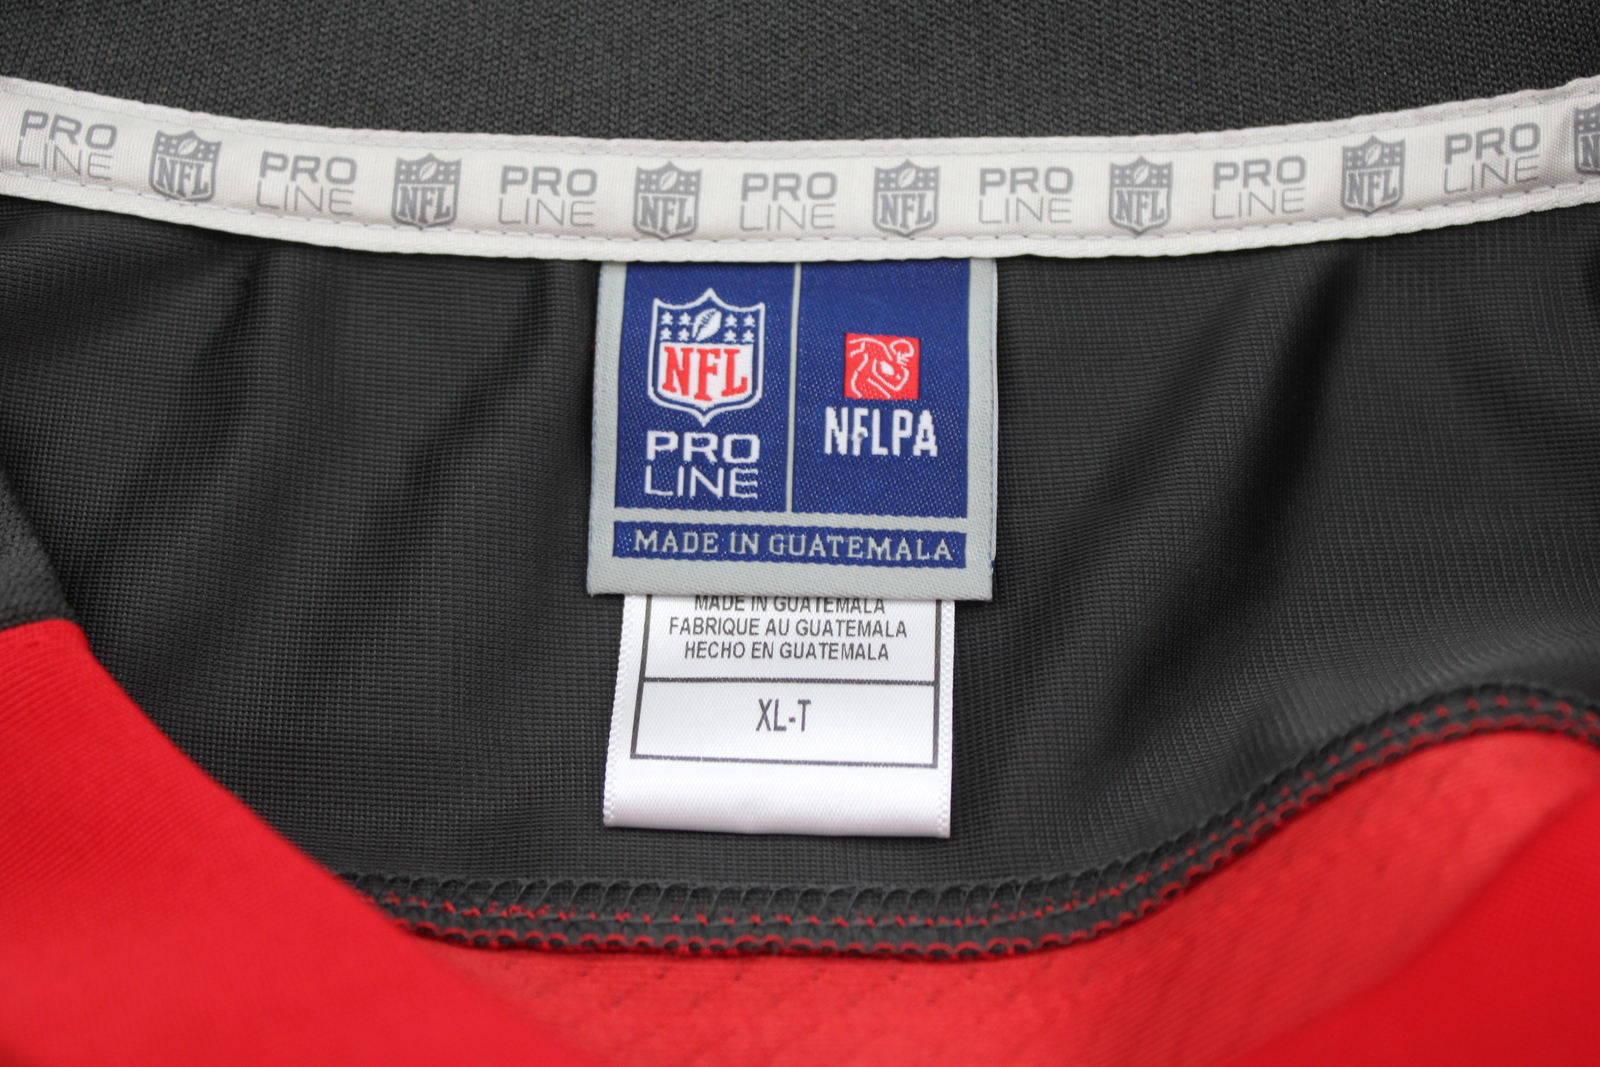 PRO LINE NFL PRO LINE NFL PRO LINE NFL PRO LINE NFL PRO LINE NFL PRO LINE NFL PRO LINE
NFL
PRO
LINE
NFLPA
MADE IN GUATEMALA
MADE IN GUATEMALA
FABRIQUE AU GUATEMALA
HECHO EN GUATEMALA
XL-T